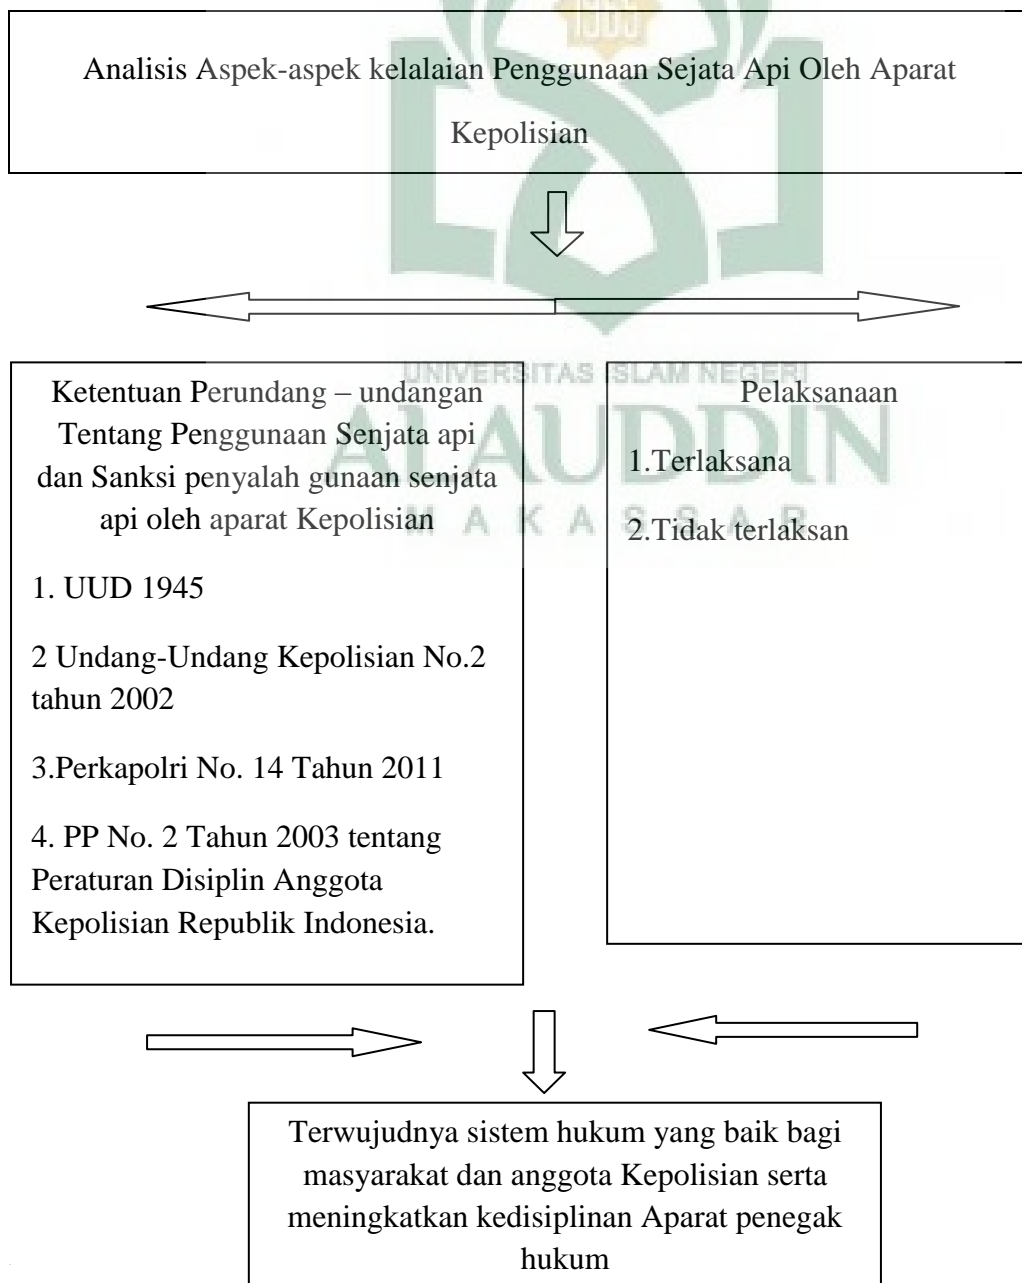 1965
Analisis Aspek-aspek kelalaian Penggunaan Sejata Api Oleh Aparat
Kepolisian
UNIVERSITAS ISLAM NEGERI
ALAUDDIN
MAKASSAR
Ketentuan Perundang – undangan
Tentang Penggunaan Senjata api
dan Sanksi penyalah gunaan senjata
api oleh aparat Kepolisian
1. UUD 1945
2 Undang-Undang Kepolisian No.2
tahun 2002
3.Perkapolri No. 14 Tahun 2011
4. PP No. 2 Tahun 2003 tentang
Peraturan Disiplin Anggota
Kepolisian Republik Indonesia.
Pelaksanaan
1.Terlaksana
2.Tidak terlaksan
Terwujudnya sistem hukum yang baik bagi
masyarakat dan anggota Kepolisian serta
meningkatkan kedisiplinan Aparat penegak
hukum